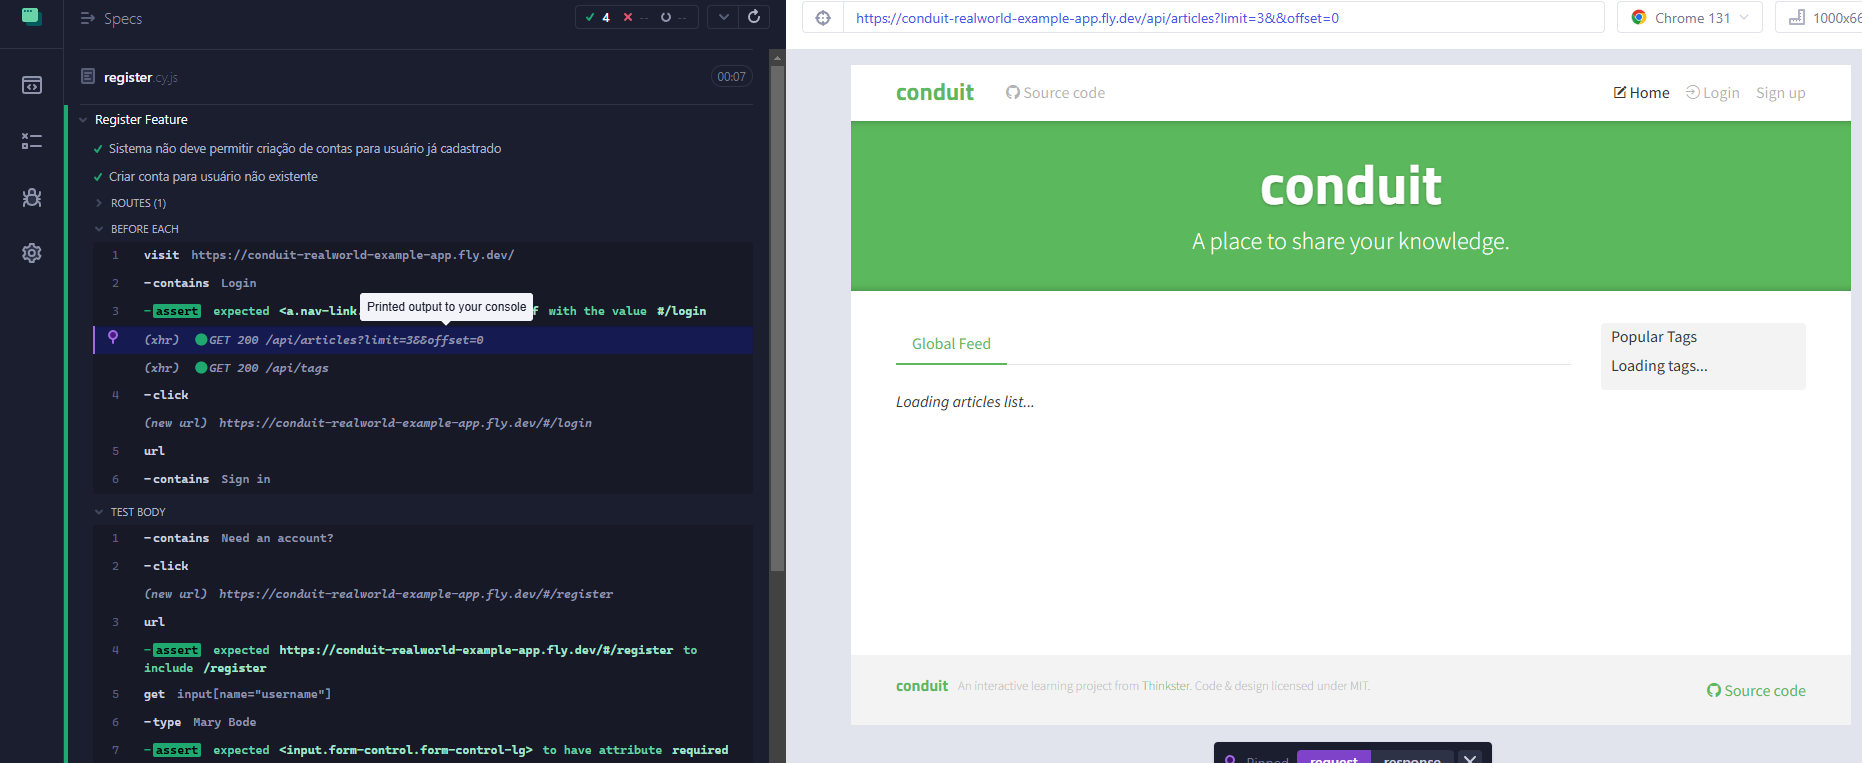 Specs
4 -- --
https://conduit-realworld-example-app.fly.dev/api/articles?limit=3&&offset=0
Chrome 131
1000x66
register.cy.js
00:07
Register Feature
Sistema não deve permitir criação de contas para usuário já cadastrado
Criar conta para usuário não existente
ROUTES (1)
BEFORE EACH
1 visit https://conduit-realworld-example-app.fly.dev/
2 -contains Login
Printed output to your console
3 -assert expected <a.nav-link. f with the value #/login
(xhr) GET 200 /api/articles?limit=3&&offset=0
(xhr) GET 200 /api/tags
4 -click
(new url) https://conduit-realworld-example-app.fly.dev/#/login
5 url
6 -contains Sign in
TEST BODY
1 -contains Need an account?
2 -click
(new url) https://conduit-realworld-example-app.fly.dev/#/register
3 url
4 -assert expected https://conduit-realworld-example-app.fly.dev/#/register to
include /register
5 get input[name="username"]
6 -type Mary Bode
7 -assert expected <input.form-control.form-control-lg> to have attribute required
conduit
Source code
Home
Login
Sign up
conduit
A place to share your knowledge.
Global Feed
Loading articles list...
Popular Tags
Loading tags...
conduit An interactive learning project from Thinkster. Code & design licensed under MIT.
Source code
Pinned request response